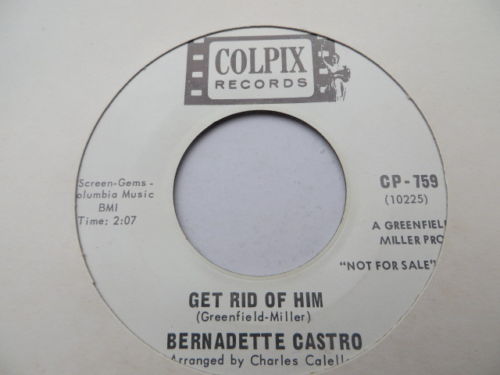 COLPIX
RECORDS
Screen-Gems -
olumbia Music
BMI
Time: 2:07
CP-759
(10225)
A GREENFIEL
MILLER PRO
"NOT FOR SALE"
GET RID OF HIM
(Greenfield-Miller)
BERNADETTE CASTRO
Arranged by Charles Calell